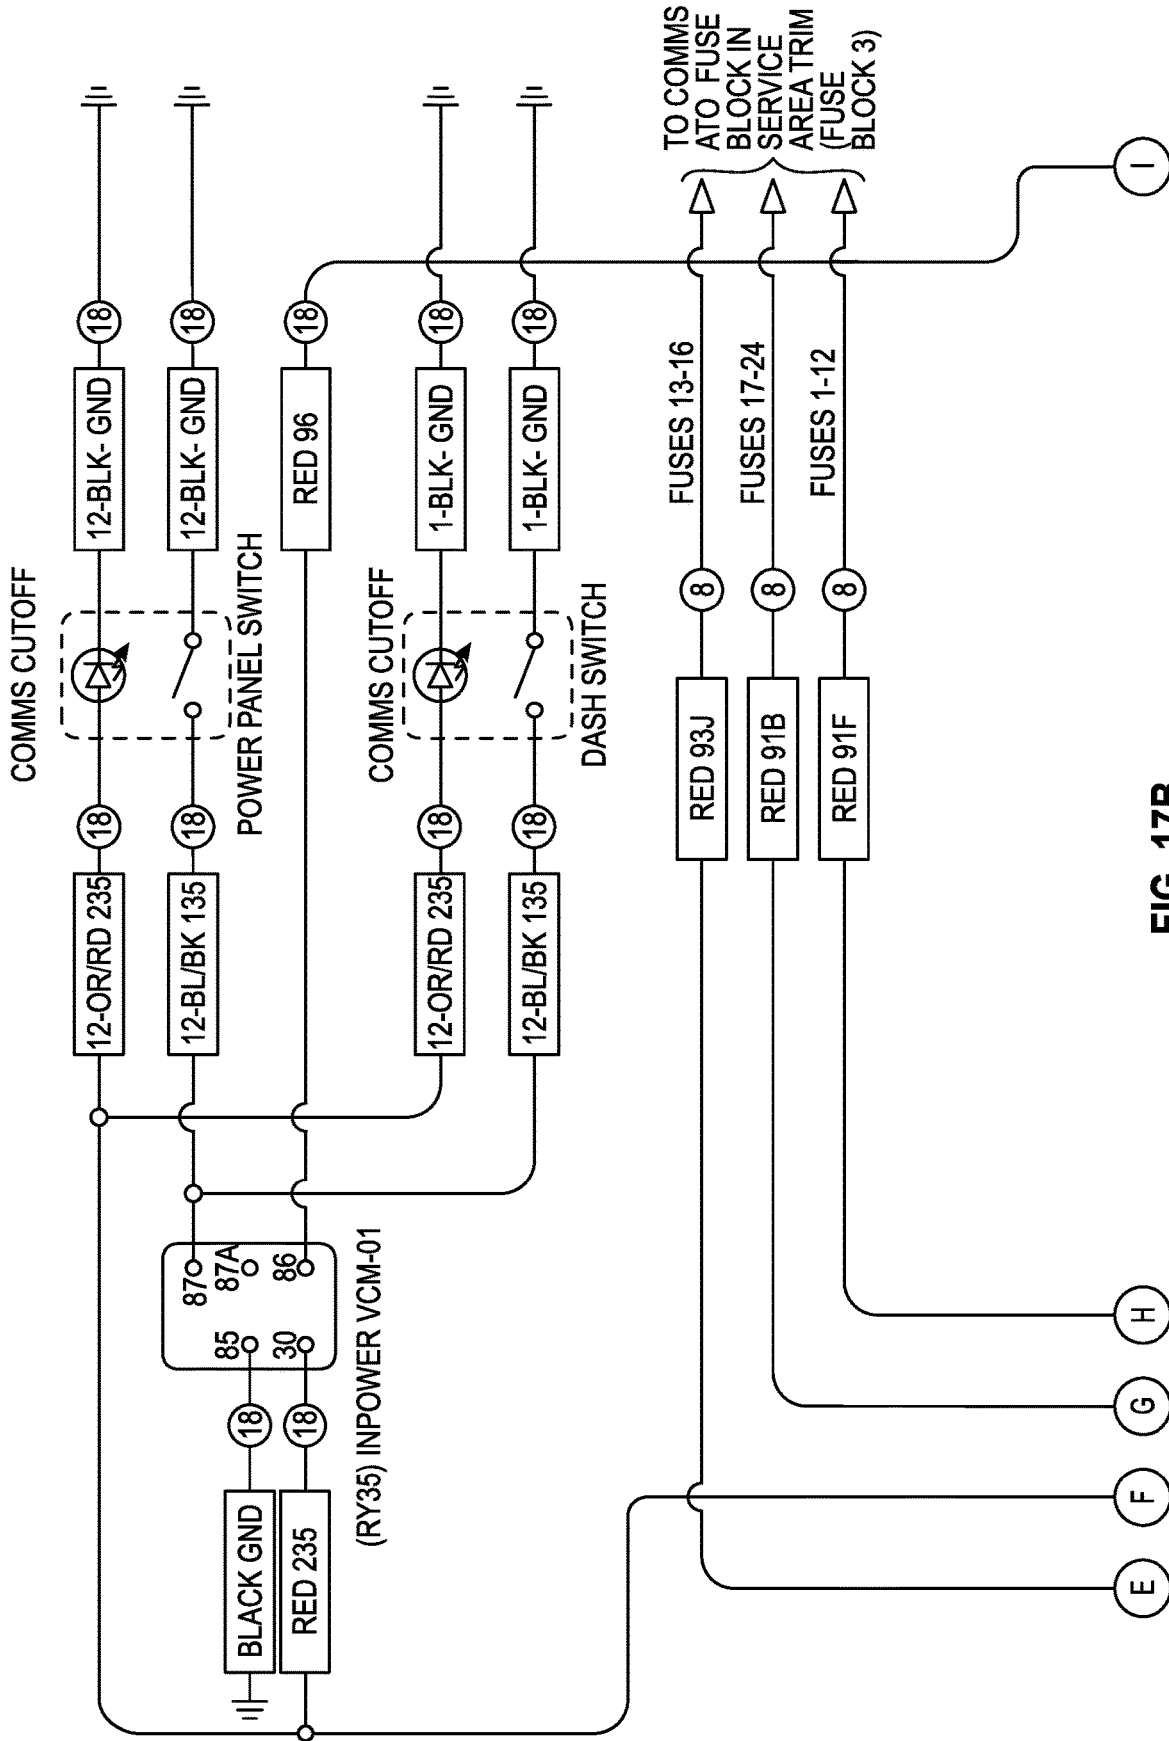 COMMS CUTOFF
12-OR/RD 235
18
18
12-BLK- GND
12-BL/BK 135
18
18
12-BLK- GND
POWER PANEL SWITCH
87
87A
86
85
30
18
BLACK GND
18
RED 235
RED 96
18
(RY35) INPOWER VCM-01
COMMS CUTOFF
12-OR/RD 235
18
18
1-BLK- GND
12-BL/BK 135
18
18
1-BLK- GND
DASH SWITCH
RED 93J
8
FUSES 13-16
RED 91B
8
FUSES 17-24
RED 91F
8
FUSES 1-12
TO COMMS
ATO FUSE
BLOCK IN
SERVICE
AREA TRIM
(FUSE
BLOCK 3)
E
F
G
H
I
FIG. 17B